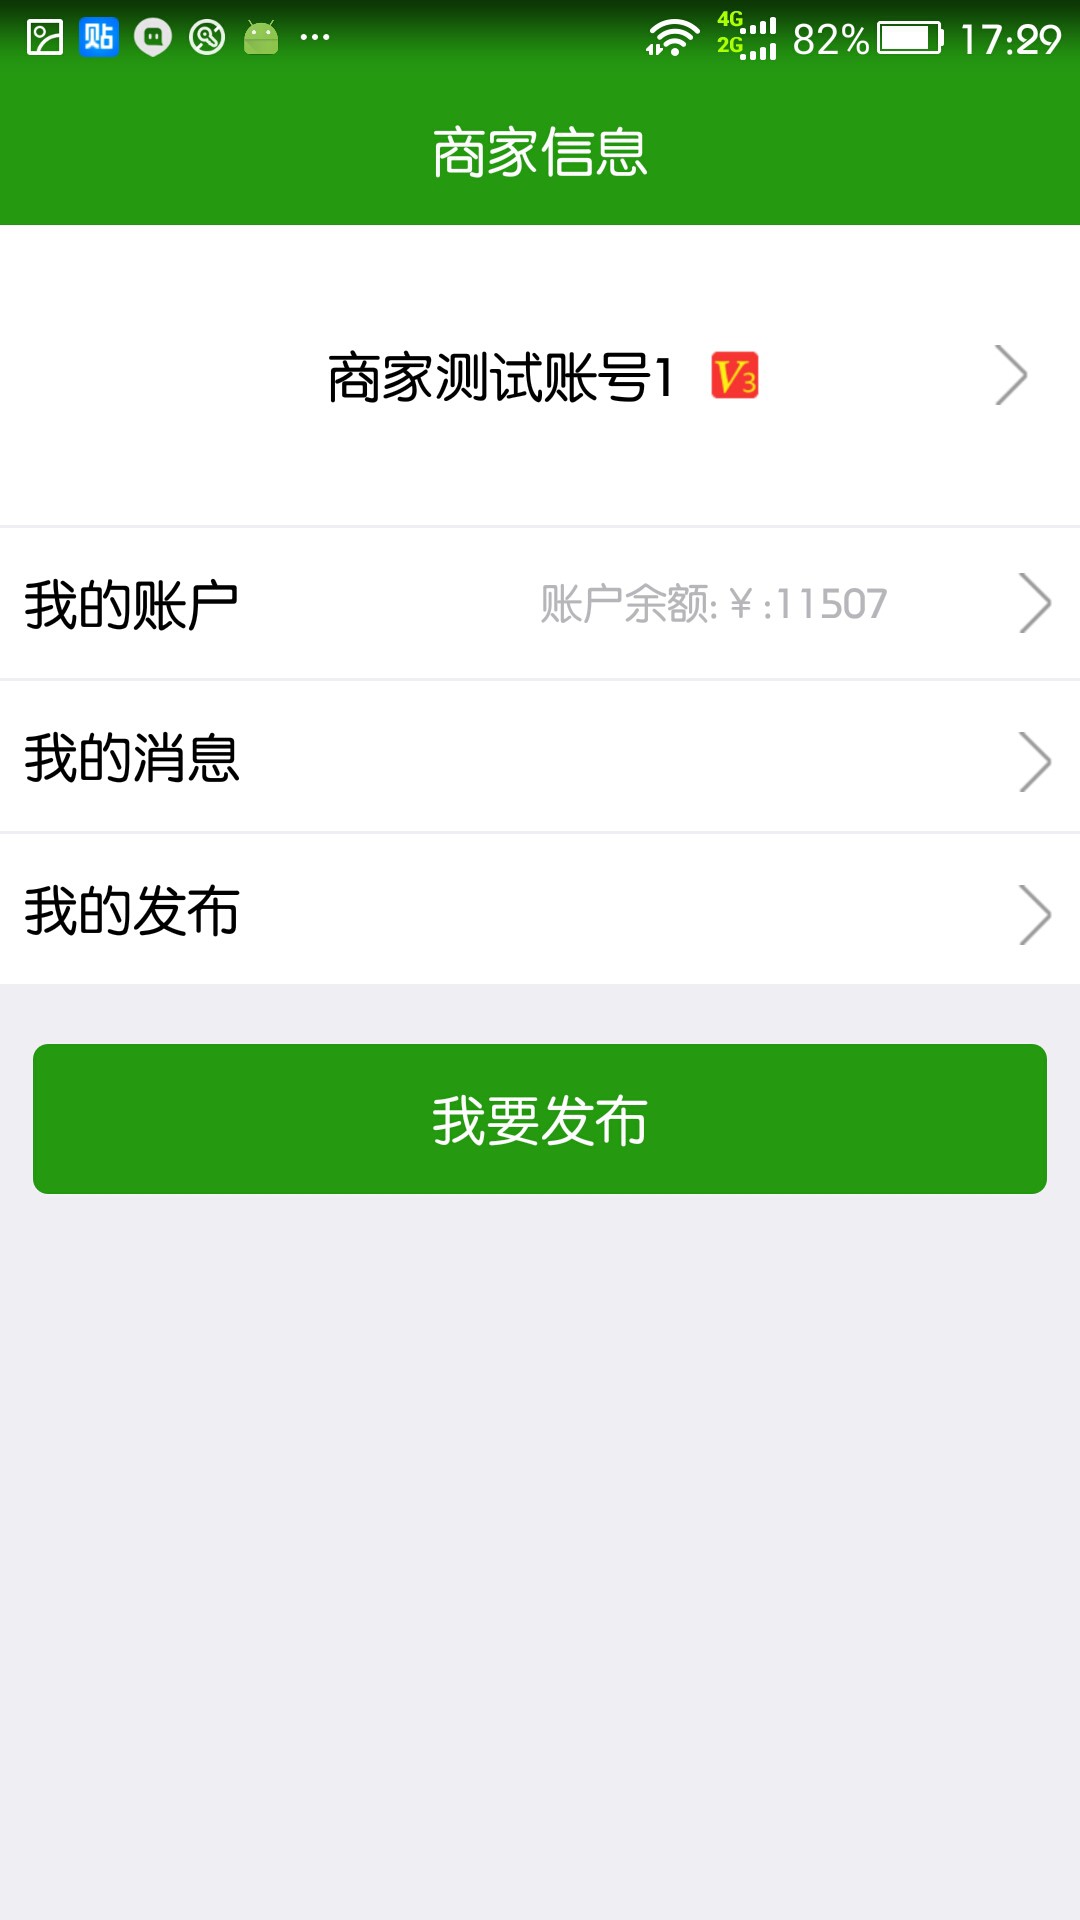 贴 4G 2G 82% 17:29
商家信息
商家测试账号1 V3
我的账户 账户余额:￥:11507
我的消息
我的发布
我要发布